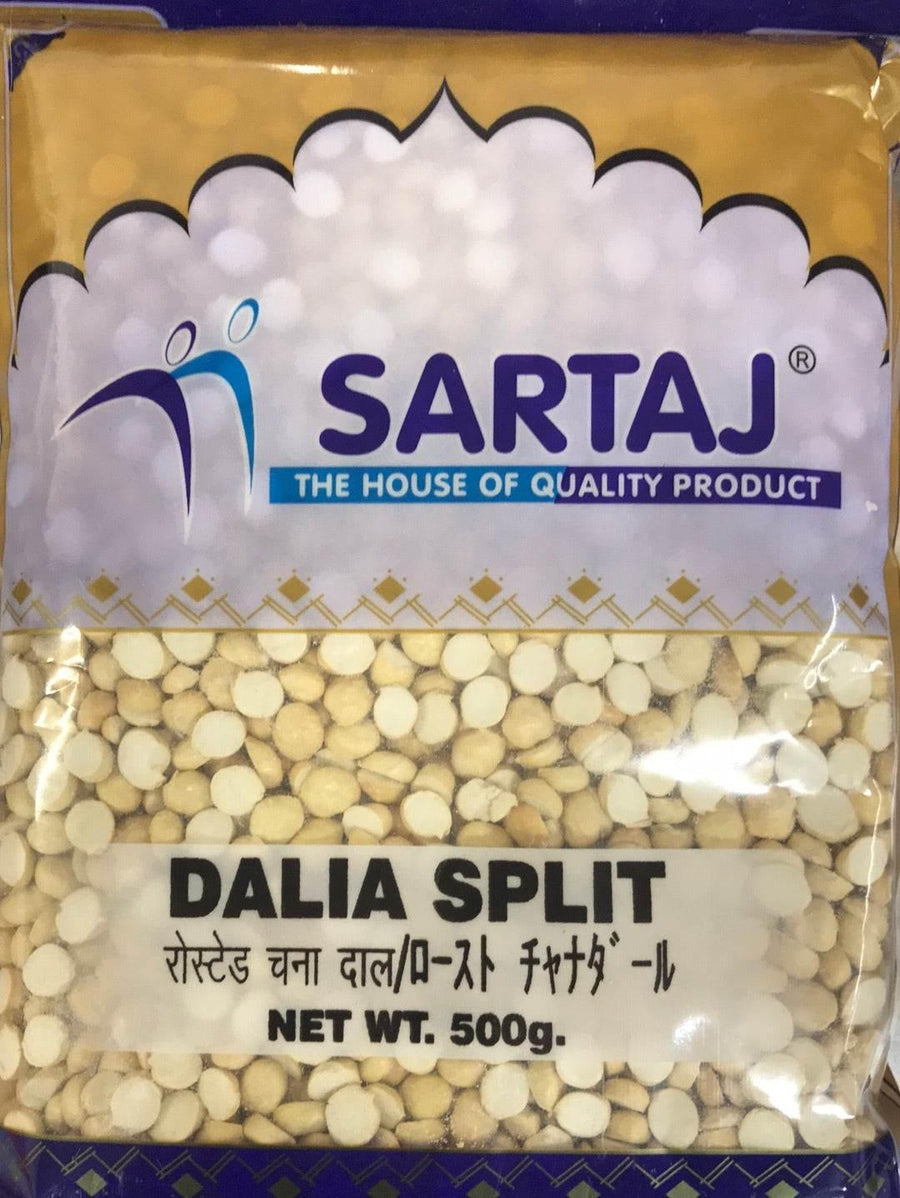 SARTAJ®
THE HOUSE OF QUALITY PRODUCT
DALIA SPLIT
रोस्टेड चना दाल/ロースト チャナダール
NET WT. 500g.